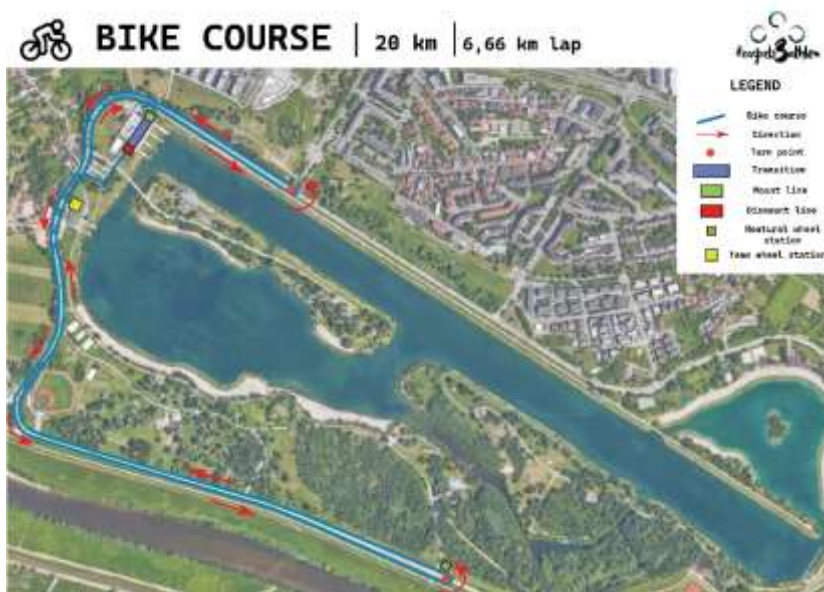 BIKE COURSE | 20 km | 6,66 km lap
LEGEND
Bike course
Direction
Turn point
Transition
Mount line
Dismount line
Neatural wheel
station
Team wheel station